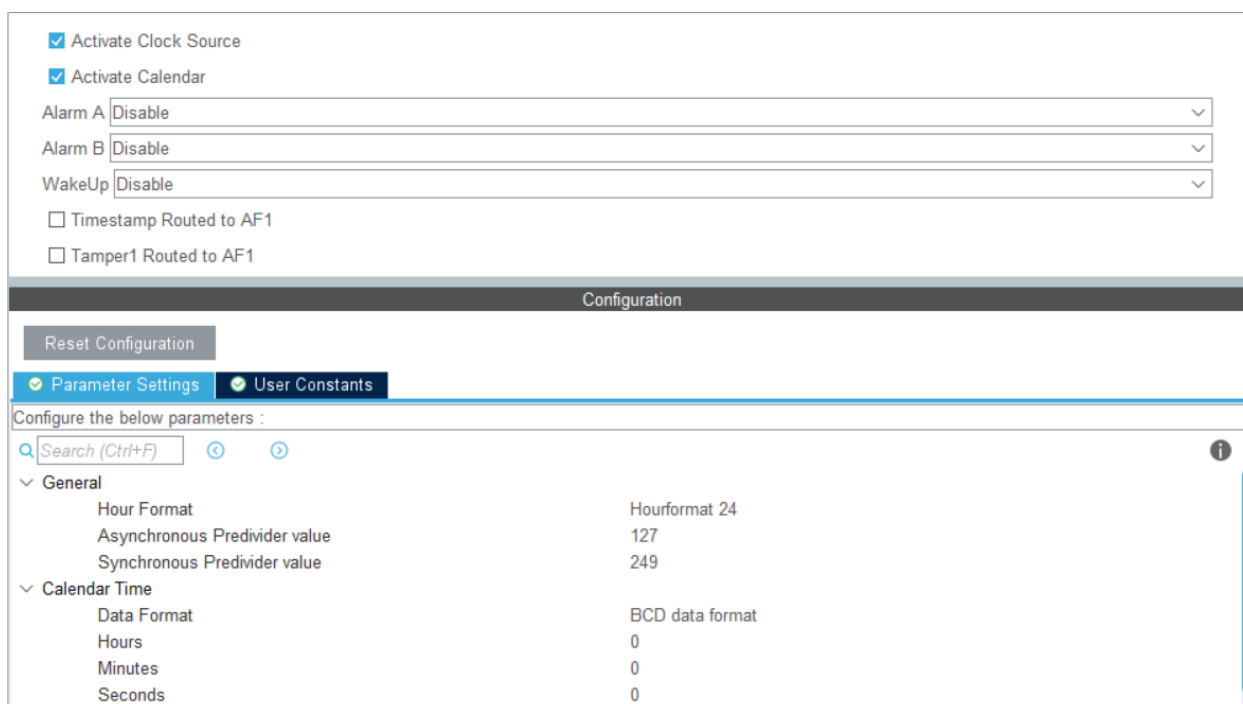 Activate Clock Source
Activate Calendar
Alarm A Disable
Alarm B Disable
WakeUp Disable
Timestamp Routed to AF1
Tamper1 Routed to AF1
Configuration
Reset Configuration
Parameter Settings User Constants
Configure the below parameters :
Search (Ctrl+F)
General
Hour Format Hourformat 24
Asynchronous Predivider value 127
Synchronous Predivider value 249
Calendar Time
Data Format BCD data format
Hours 0
Minutes 0
Seconds 0